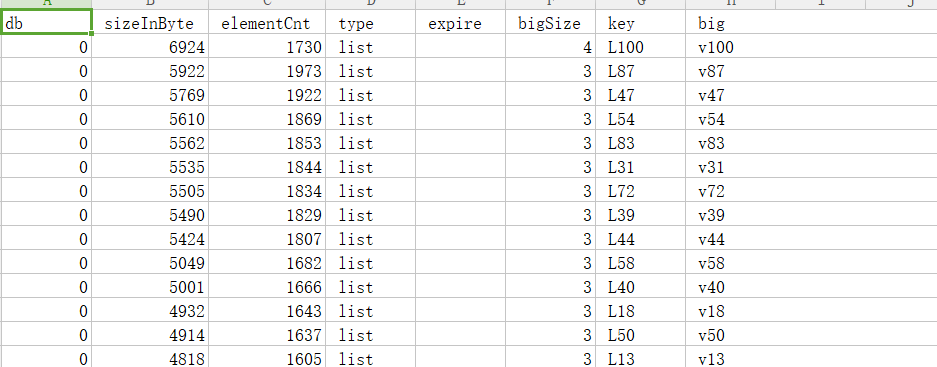 A B C D E F G H I J
db sizeInByte elementCnt type expire bigSize key big
0 6924 1730 list 4 L100 v100
0 5922 1973 list 3 L87 v87
0 5769 1922 list 3 L47 v47
0 5610 1869 list 3 L54 v54
0 5562 1853 list 3 L83 v83
0 5535 1844 list 3 L31 v31
0 5505 1834 list 3 L72 v72
0 5490 1829 list 3 L39 v39
0 5424 1807 list 3 L44 v44
0 5049 1682 list 3 L58 v58
0 5001 1666 list 3 L40 v40
0 4932 1643 list 3 L18 v18
0 4914 1637 list 3 L50 v50
0 4818 1605 list 3 L13 v13